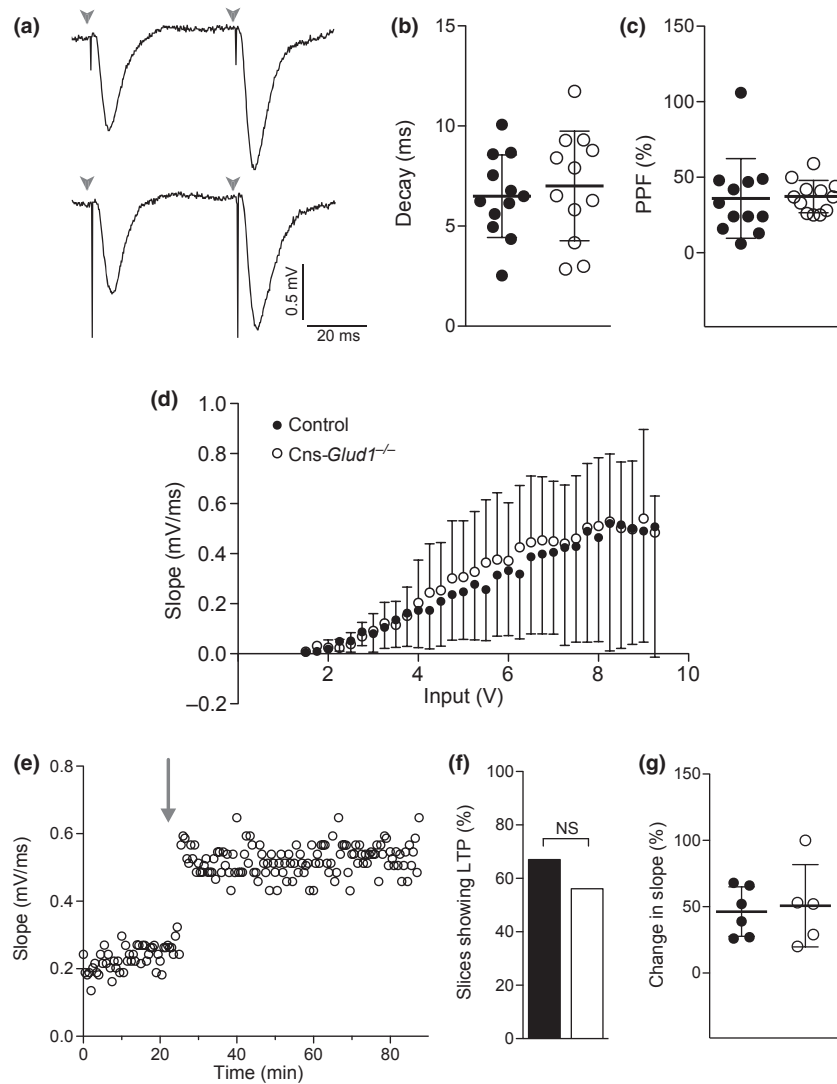 (a)
0.5 mV
20 ms
(b)
Decay (ms)
15
10
5
0
(c)
PPF (%)
150
100
50
0
(d)
Slope (mV/ms)
1.0
0.8
0.6
0.4
0.2
0.0
–0.2
Control
Cns-Glud1–/–
2 4 6 8 10
Input (V)
(e)
Slope (mV/ms)
0.8
0.6
0.4
0.2
0.0
0 20 40 60 80
Time (min)
(f)
Slices showing LTP (%)
100
80
60
40
20
0
NS
(g)
Change in slope (%)
150
100
50
0